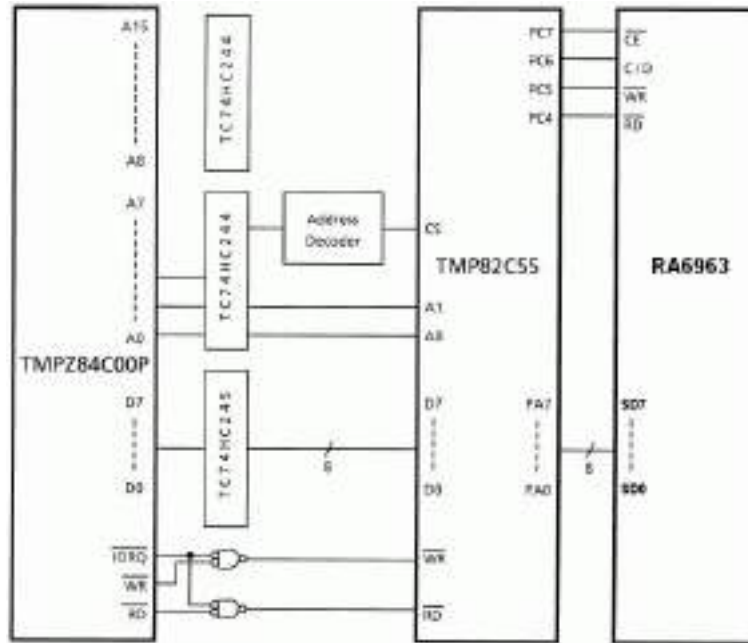 A15
A8
A7
A0
TMPZ84C00P
D7
D0
IORQ
WR
RD
TC74HC244
TC74HC244
TC74HC245
Address
Decoder
8
PC7
PC6
PC5
PC4
CS
TMP82C55
A1
A0
D7
D0
PA7
PA0
WR
RD
8
CE
C/D
WR
RD
RA6963
SD7
SD0